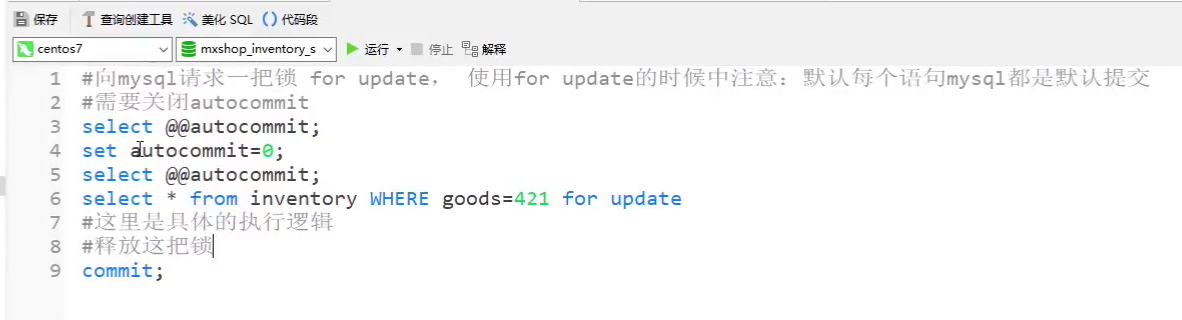 保存 查询创建工具 美化 SQL () 代码段
centos7 mxshop_inventory_s 运行 停止 解释
1 #向mysql请求一把锁 for update， 使用for update的时候中注意：默认每个语句mysql都是默认提交
2 #需要关闭autocommit
3 select @@autocommit;
4 set autocommit=0;
5 select @@autocommit;
6 select * from inventory WHERE goods=421 for update
7 #这里是具体的执行逻辑
8 #释放这把锁
9 commit;